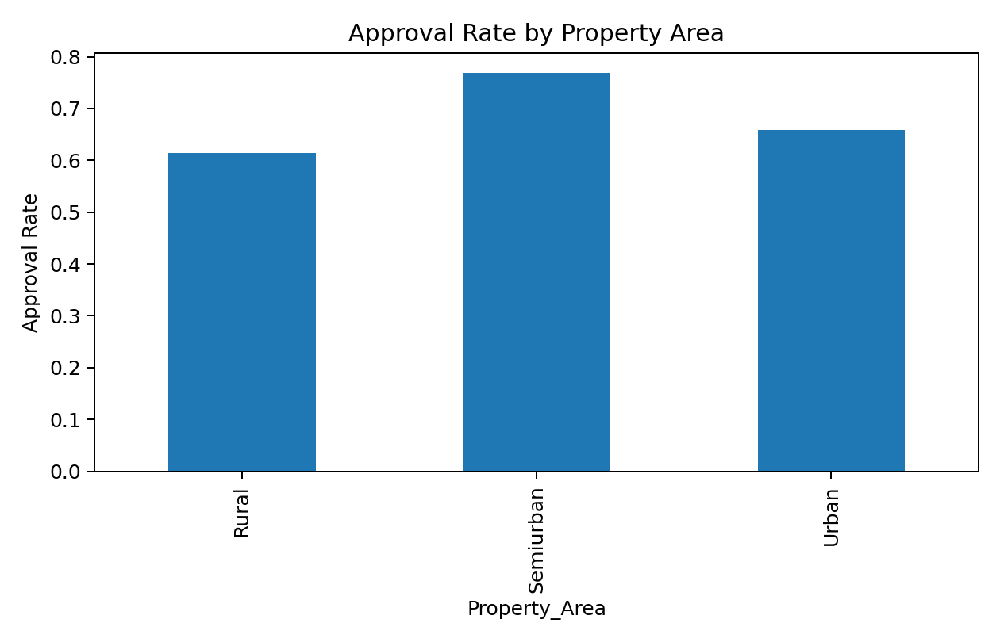 Approval Rate by Property Area
Approval Rate
0.8
0.7
0.6
0.5
0.4
0.3
0.2
0.1
0.0
Rural
Semiurban
Urban
Property_Area